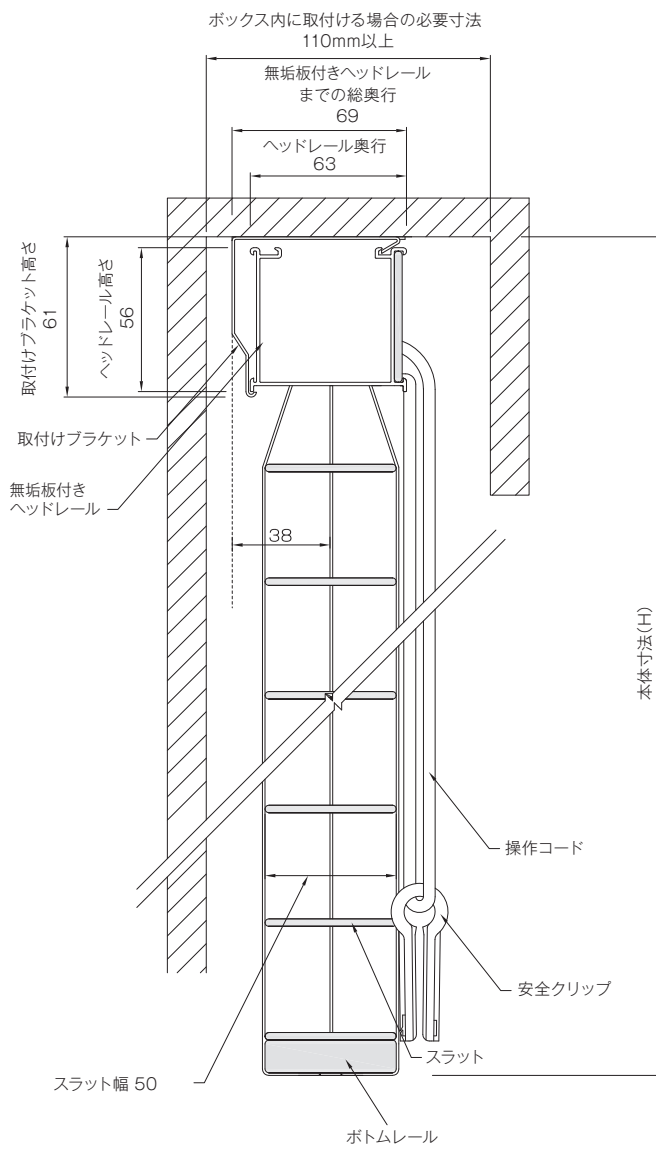 ボックス内に取付ける場合の必要寸法
110mm以上
無垢板付きヘッドレール
までの総奥行
69
ヘッドレール奥行
63
取付けブラケット高さ
61
ヘッドレール高さ
56
取付けブラケット
無垢板付き
ヘッドレール
38
本体寸法(H)
操作コード
安全クリップ
スラット
スラット幅 50
ボトムレール